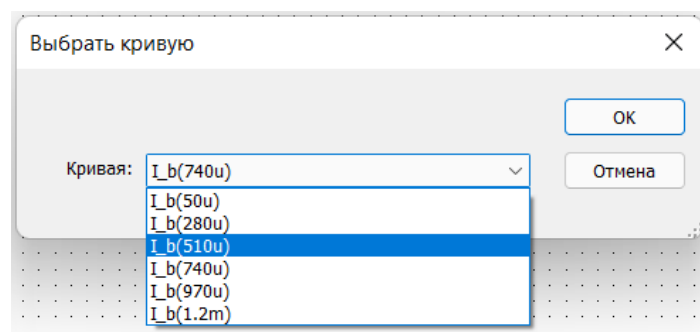 Выбрать кривую
OK
Кривая: I_b(740u)
Отмена
I_b(50u)
I_b(280u)
I_b(510u)
I_b(740u)
I_b(970u)
I_b(1.2m)